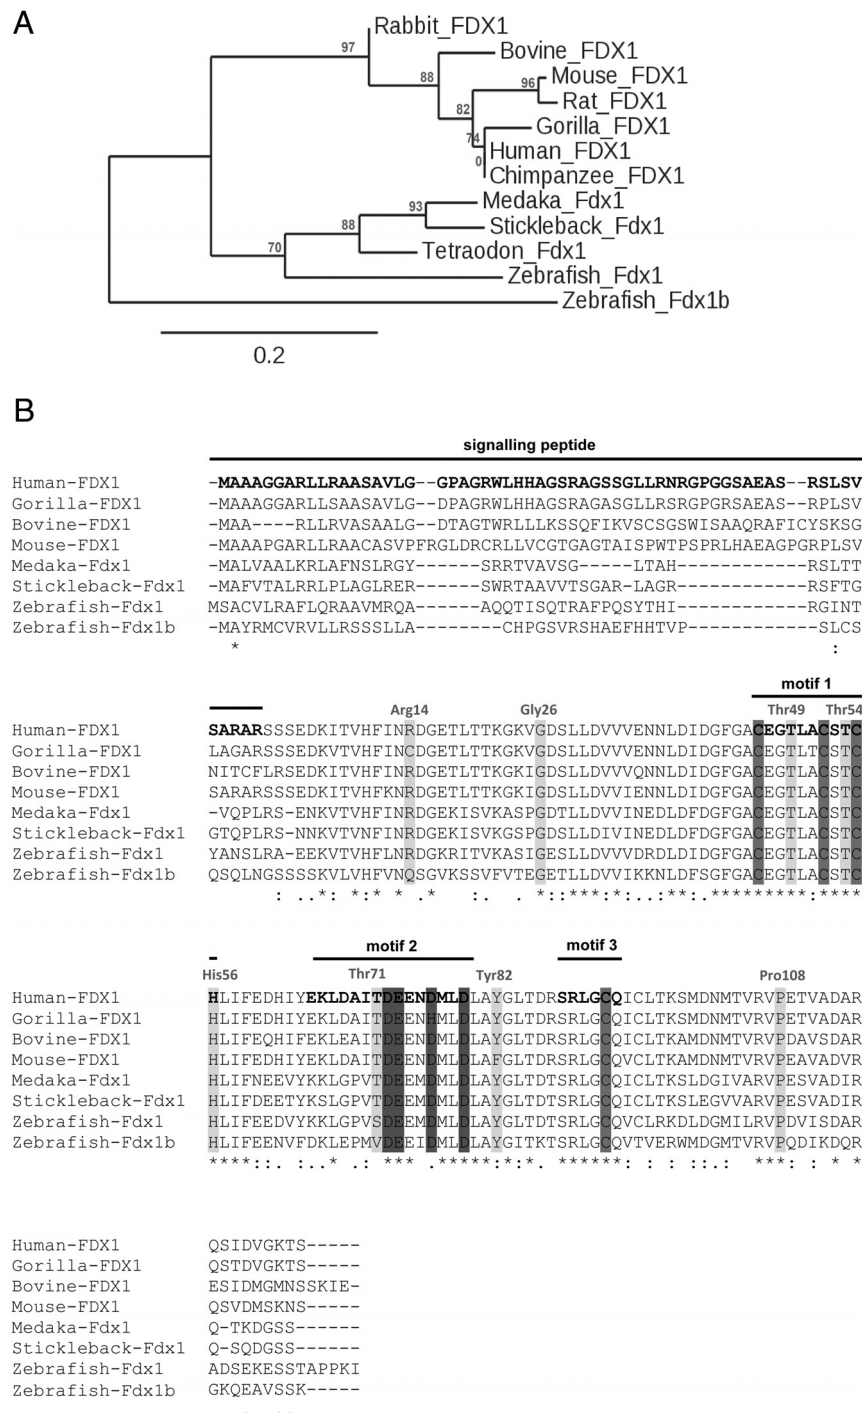 A
Rabbit_FDX1
97
Bovine_FDX1
88
Mouse_FDX1
96
Rat_FDX1
82
Gorilla_FDX1
74
Human_FDX1
0
Chimpanzee_FDX1
Medaka_Fdx1
93
Stickleback_Fdx1
88
Tetraodon_Fdx1
70
Zebrafish_Fdx1
Zebrafish_Fdx1b
0.2
B
signalling peptide
Human-FDX1 -MAAAGGARLLRAASAVLG--GPAGRWLHHAGSRAGSSGLLRNRGPGGSAEAS--RSLSV
Gorilla-FDX1 -MAAAGGARLLSAASAVLG--DPAGRWLHHAGSRAGASGLLRSRGPGRSAEAS--RPLSV
Bovine-FDX1 -MAA----RLLRVASAALG--DTAGTWRLLLKSSQFIKVSCSGSWISAAQRAFICYSKSG
Mouse-FDX1 -MAAAPGARLLRAACASVPFRGLDRCRLLVCGTGAGTAISPWTPSPRLHAEAGPGRPLSV
Medaka-Fdx1 -MALVAALKRLAFNSLRGY------SRRTVAVSG-----LTAH------------RSLTT
Stickleback-Fdx1 -MAFVTALRRLPLAGLRER------SWRTAAVVTSGAR-LAGR------------RSFTG
Zebrafish-Fdx1 MSACVLRAFLQRAAVMRQA------AQQTISQTRAFPQSYTHI------------RGINT
Zebrafish-Fdx1b -MAYRMCVRVLLRSSSLLA--------CHPGSVRSHAEFHHTVP------------SLCS
* :
motif 1
Arg14 Gly26 Thr49 Thr54
Human-FDX1 SARARSSSEDKITVHFINRDGETLTTKGKVGDSLLDVVVENNLDIDGFGACEGTLACSTC
Gorilla-FDX1 LAGARSSSEDKITVHFINCDGETLTTKGKVGDSLLDVVVENNLDIDGFGACEGTLTCSTC
Bovine-FDX1 NITCFLRSEDKITVHFINRDGETLTTKGKIGDSLLDVVVQNNLDIDGFGACEGTLACSTC
Mouse-FDX1 SARARSSSEDKITVHFKNRDGETLTTKGKIGDSLLDVVIENNLDIDGFGACEGTLACSTC
Medaka-Fdx1 -VQPLRS-ENKVTVHFINRDGEKISVKASPGDTLLDVVINEDLDFDGFGACEGTLACSTC
Stickleback-Fdx1 GTQPLRS-NNKVTVNFINRDGEKISVKGSPGDSLLDIVINEDLDFDGFGACEGTLACSTC
Zebrafish-Fdx1 YANSLRA-EEKVTVHFLNRDGKRITVKASIGESLLDVVVDRDLDIDGFGACEGTLACSTC
Zebrafish-Fdx1b QSQLNGSSSSKVLVHFVNQSGVKSSVFVTEGETLLDVVIKKNLDFSGFGACEGTLACSTC
: ..*: *:* * .* :. . *::****:*:..:**:.*********:****
motif 2 motif 3
His56 Thr71 Tyr82 Pro108
Human-FDX1 HLIFEDHIYEKLDAITDEENDMLDLAYGLTDRSRLGCQICLTKSMDNMTVRVPETVADAR
Gorilla-FDX1 HLIFEDHIYEKLDAITDEENHMLDLAYGLTDRSRLGCQICLTKSMDNMTVRVPETVADAR
Bovine-FDX1 HLIFEQHIFEKLEAITDEENDMLDLAYGLTDRSRLGCQICLTKAMDNMTVRVPDAVSDAR
Mouse-FDX1 HLIFEDHIYEKLDAITDEENDMLDLAFGLTDRSRLGCQVCLTKAMDNMTVRVPEAVADVR
Medaka-Fdx1 HLIFNEEVYKKLGPVTDEEMDMLDLAYGLTDTSRLGCQICLTKSLDGIVARVPESVADIR
Stickleback-Fdx1 HLIFDEETYKSLGPVTDEEMDMLDLAYGLTDTSRLGCQICLTKSLEGVVARVPESVADIR
Zebrafish-Fdx1 HLIFEEDVYKKLGPVSDEEMDMLDLAYGLTDTSRLGCQVCLRKDLDGMILRVPDVISDAR
Zebrafish-Fdx1b HLIFEENVFDKLEPMVDEEIDMLDLAYGITKTSRLGCQVTVERWMDGMTVRVPQDIKDQR
****::. :..* .: *** .*****:*:*. ******: : : ::.: ***: : * *
Human-FDX1 QSIDVGKTS-----
Gorilla-FDX1 QSTDVGKTS-----
Bovine-FDX1 ESIDMGMNSSKIE-
Mouse-FDX1 QSVDMSKNS-----
Medaka-Fdx1 Q-TKDGSS------
Stickleback-Fdx1 Q-SQDGSS------
Zebrafish-Fdx1 ADSEKESSTAPPKI
Zebrafish-Fdx1b GKQEAVSSK-----